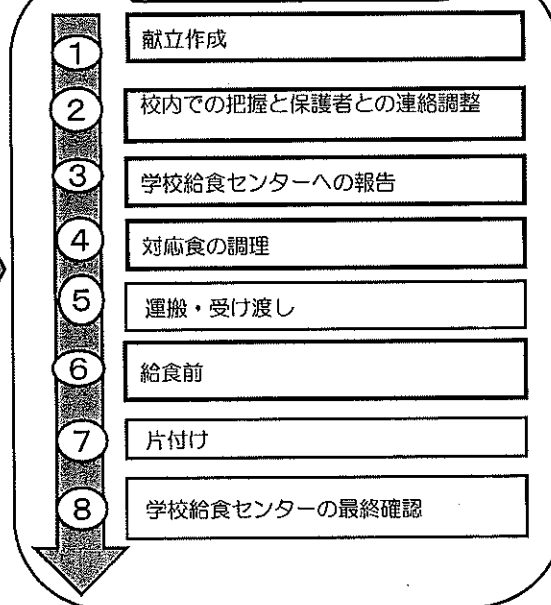 ① 献立作成
② 校内での把握と保護者との連絡調整
③ 学校給食センターへの報告
④ 対応食の調理
⑤ 運搬・受け渡し
⑥ 給食前
⑦ 片付け
⑧ 学校給食センターの最終確認